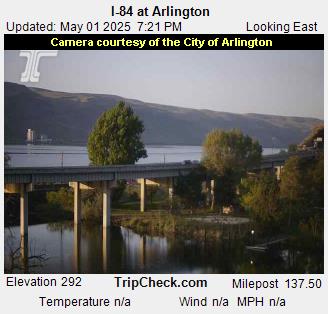 I-84 at Arlington
Updated: May 01 2025 7:21 PM Looking East
Camera courtesy of the City of Arlington
Elevation 292 TripCheck.com Milepost 137.50
Temperature n/a Wind n/a MPH n/a